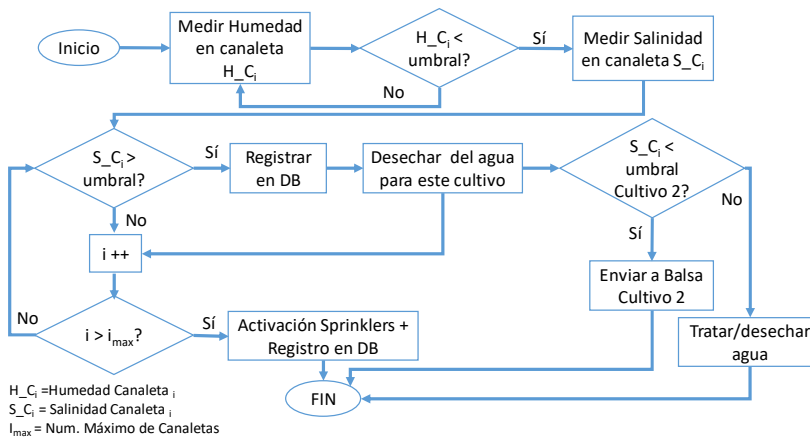 Inicio
Medir Humedad
en canaleta
H_Ci
H_Ci <
umbral?
Sí
No
Medir Salinidad
en canaleta S_Ci
S_Ci >
umbral?
Sí
No
Registrar
en DB
Desechar del agua
para este cultivo
S_Ci <
umbral
Cultivo 2?
No
Sí
i ++
Enviar a Balsa
Cultivo 2
i > imax?
No
Sí
Activación Sprinklers +
Registro en DB
Tratar/desechar
agua
FIN
H_Ci =Humedad Canaleta i
S_Ci = Salinidad Canaleta i
Imax = Num. Máximo de Canaletas